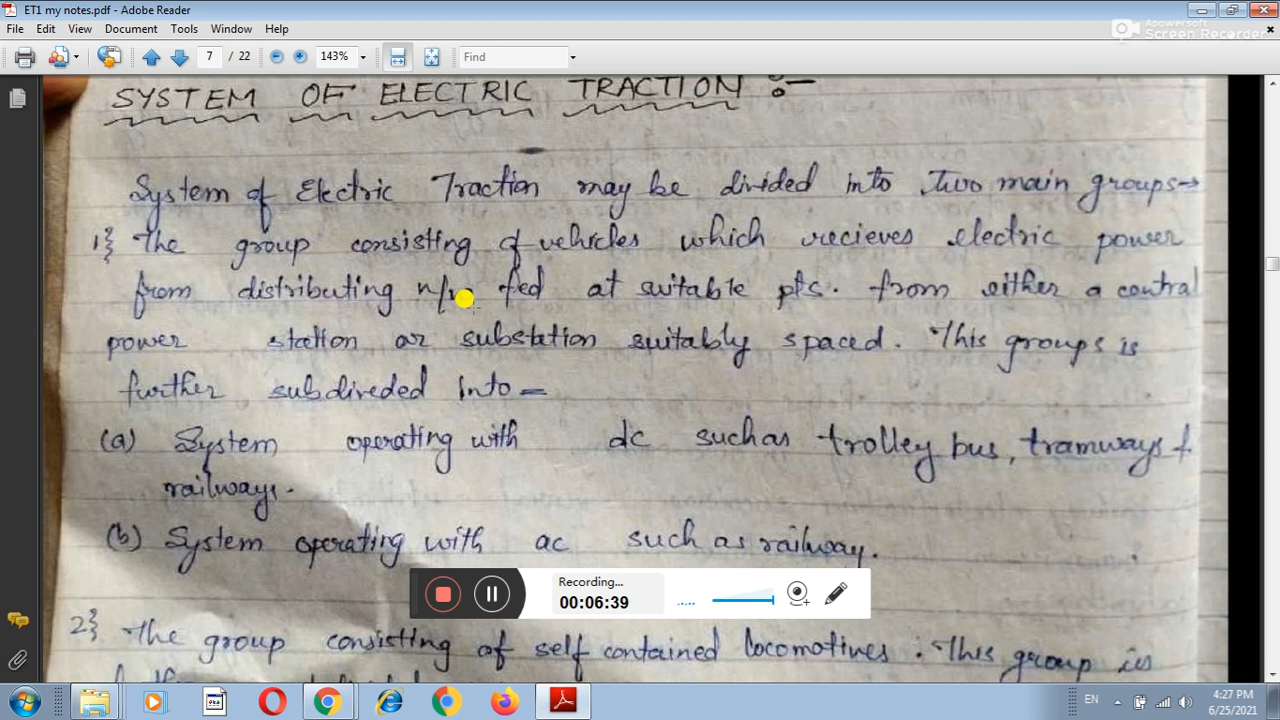 ET1 my notes.pdf - Adobe Reader
File Edit View Document Tools Window Help
Apowersoft
Screen Recorder
7 / 22 143% Find
SYSTEM OF ELECTRIC TRACTION :-
System of Electric Traction may be divided into two main groups→
1} The group consisting of vehicles which recieves electric power
from distributing fed at suitable pts. from either a central
power station or substation suitably spaced. This groups is
further subdivided into -
(a) System operating with dc such as trolley bus, tramways +
railways.
(b) System operating with ac such as railway.
Recording...
00:06:39
2} The group consisting of self contained locomotives. This group is
EN 4:27 PM
6/25/2021